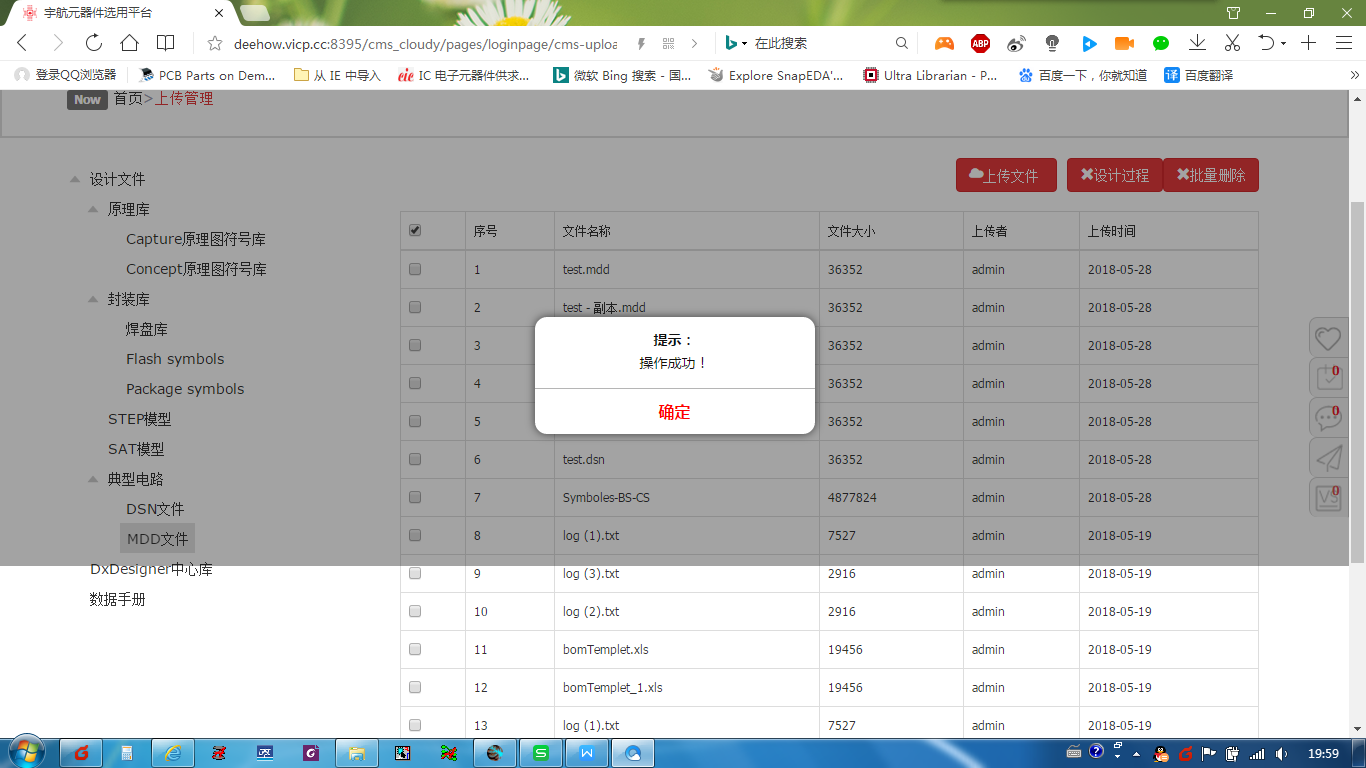 宇航元器件选用平台
deehow.vicp.cc:8395/cms_cloudy/pages/loginpage/cms-uploa
在此搜索
ABP
登录QQ浏览器
PCB Parts on Dem...
从 IE 中导入
eic IC 电子元器件供求...
微软 Bing 搜索 - 国...
Explore SnapEDA'...
Ultra Librarian - P...
百度一下，你就知道
译 百度翻译
Now 首页>上传管理
上传文件
设计过程
批量删除
设计文件
原理库
Capture原理图符号库
Concept原理图符号库
封装库
焊盘库
Flash symbols
Package symbols
STEP模型
SAT模型
典型电路
DSN文件
MDD文件
DxDesigner中心库
数据手册
序号 文件名称 文件大小 上传者 上传时间
1 test.mdd 36352 admin 2018-05-28
2 test - 副本.mdd 36352 admin 2018-05-28
3 36352 admin 2018-05-28
4 36352 admin 2018-05-28
5 36352 admin 2018-05-28
6 test.dsn 36352 admin 2018-05-28
7 Symboles-BS-CS 4877824 admin 2018-05-28
8 log (1).txt 7527 admin 2018-05-19
9 log (3).txt 2916 admin 2018-05-19
10 log (2).txt 2916 admin 2018-05-19
11 bomTemplet.xls 19456 admin 2018-05-19
12 bomTemplet_1.xls 19456 admin 2018-05-19
13 log (1).txt 7527 admin 2018-05-19
提示：
操作成功！
确定
0
0
VS 0
19:59